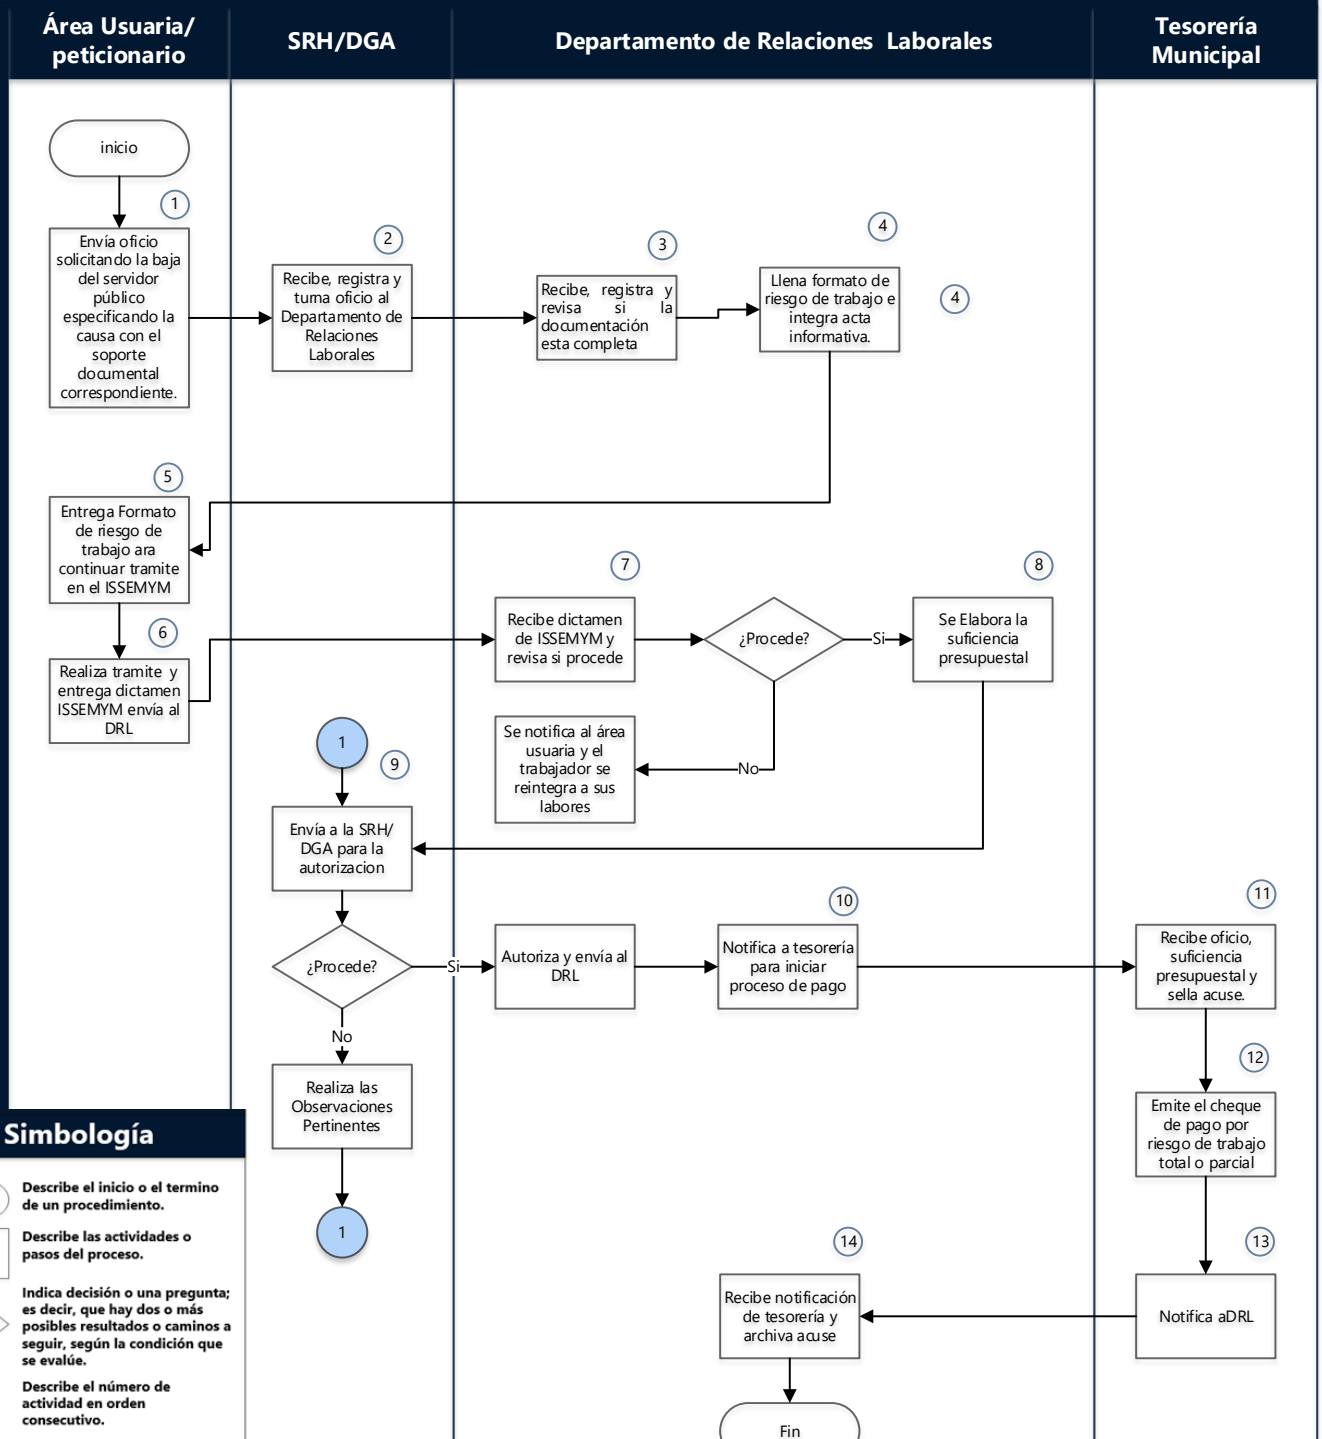 Área Usuaria/
peticionario
SRH/DGA
Departamento de Relaciones Laborales
Tesorería
Municipal
inicio
1
Envía oficio
solicitando la baja
del servidor
público
especificando la
causa con el
soporte
documental
correspondiente.
2
Recibe, registra y
turna oficio al
Departamento de
Relaciones
Laborales
3
Recibe, registra y
revisa si la
documentación
esta completa
4
Llena formato de
riesgo de trabajo e
integra acta
informativa.
4
5
Entrega Formato
de riesgo de
trabajo ara
continuar tramite
en el ISSEMYM
6
Realiza tramite y
entrega dictamen
ISSEMYM envía al
DRL
7
Recibe dictamen
de ISSEMYM y
revisa si procede
¿Procede?
Si
8
Se Elabora la
suficiencia
presupuestal
No
Se notifica al área
usuaria y el
trabajador se
reintegra a sus
labores
1
9
Envía a la SRH/
DGA para la
autorizacion
¿Procede?
Si
Autoriza y envía al
DRL
10
Notifica a tesorería
para iniciar
proceso de pago
11
Recibe oficio,
suficiencia
presupuestal y
sella acuse.
No
Realiza las
Observaciones
Pertinentes
1
12
Emite el cheque
de pago por
riesgo de trabajo
total o parcial
13
Notifica aDRL
14
Recibe notificación
de tesorería y
archiva acuse
Fin
Simbología
Describe el inicio o el termino
de un procedimiento.
Describe las actividades o
pasos del proceso.
Indica decisión o una pregunta;
es decir, que hay dos o más
posibles resultados o caminos a
seguir, según la condición que
se evalúe.
Describe el número de
actividad en orden
consecutivo.